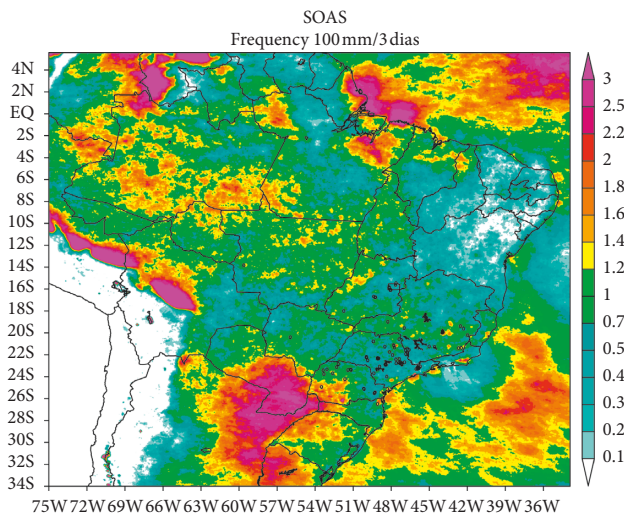 SOAS
Frequency 100 mm/3 dias
4N
2N
EQ
2S
4S
6S
8S
10S
12S
14S
16S
18S
20S
22S
24S
26S
28S
30S
32S
34S
75W 72W 69W 66W 63W 60W 57W 54W 51W 48W 45W 42W 39W 36W
3
2.5
2.2
2
1.8
1.6
1.4
1.2
1
0.7
0.5
0.3
0.2
0.1